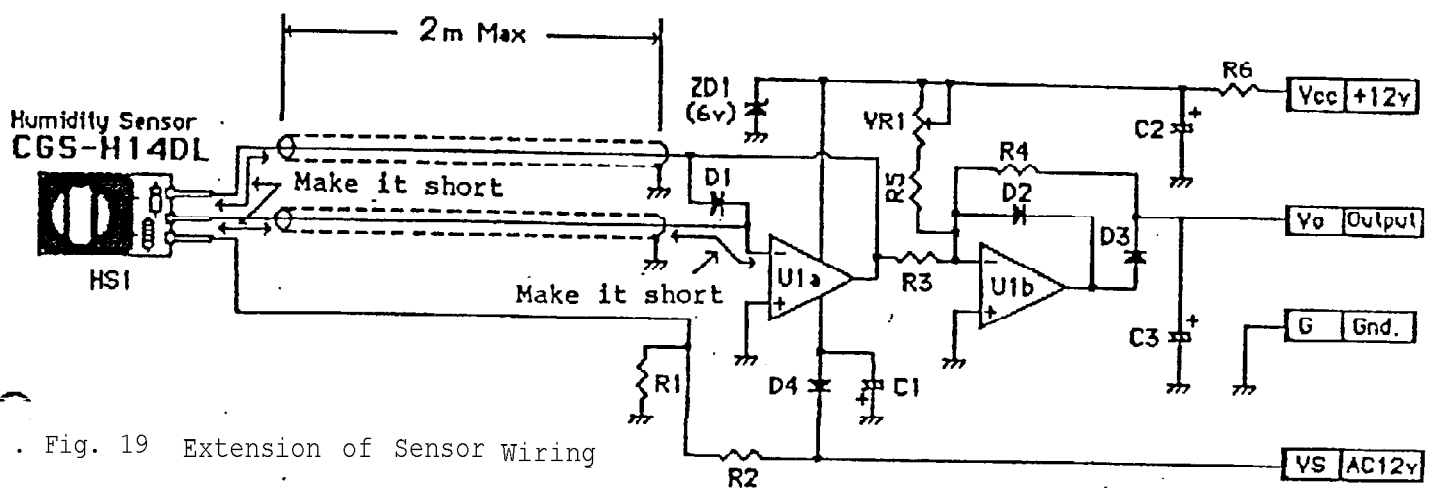 2m Max
R6
Vcc +12v
ZD1
(6v)
VR1
C2
Humidity Sensor
CGS-H14DL
R4
Make it short
D1
R5
D2
Vo Output
D3
HS1
U1a
R3
U1b
Make it short
G Gnd.
C3
R1
D4
C1
. Fig. 19 Extension of Sensor Wiring
R2
VS AC12v